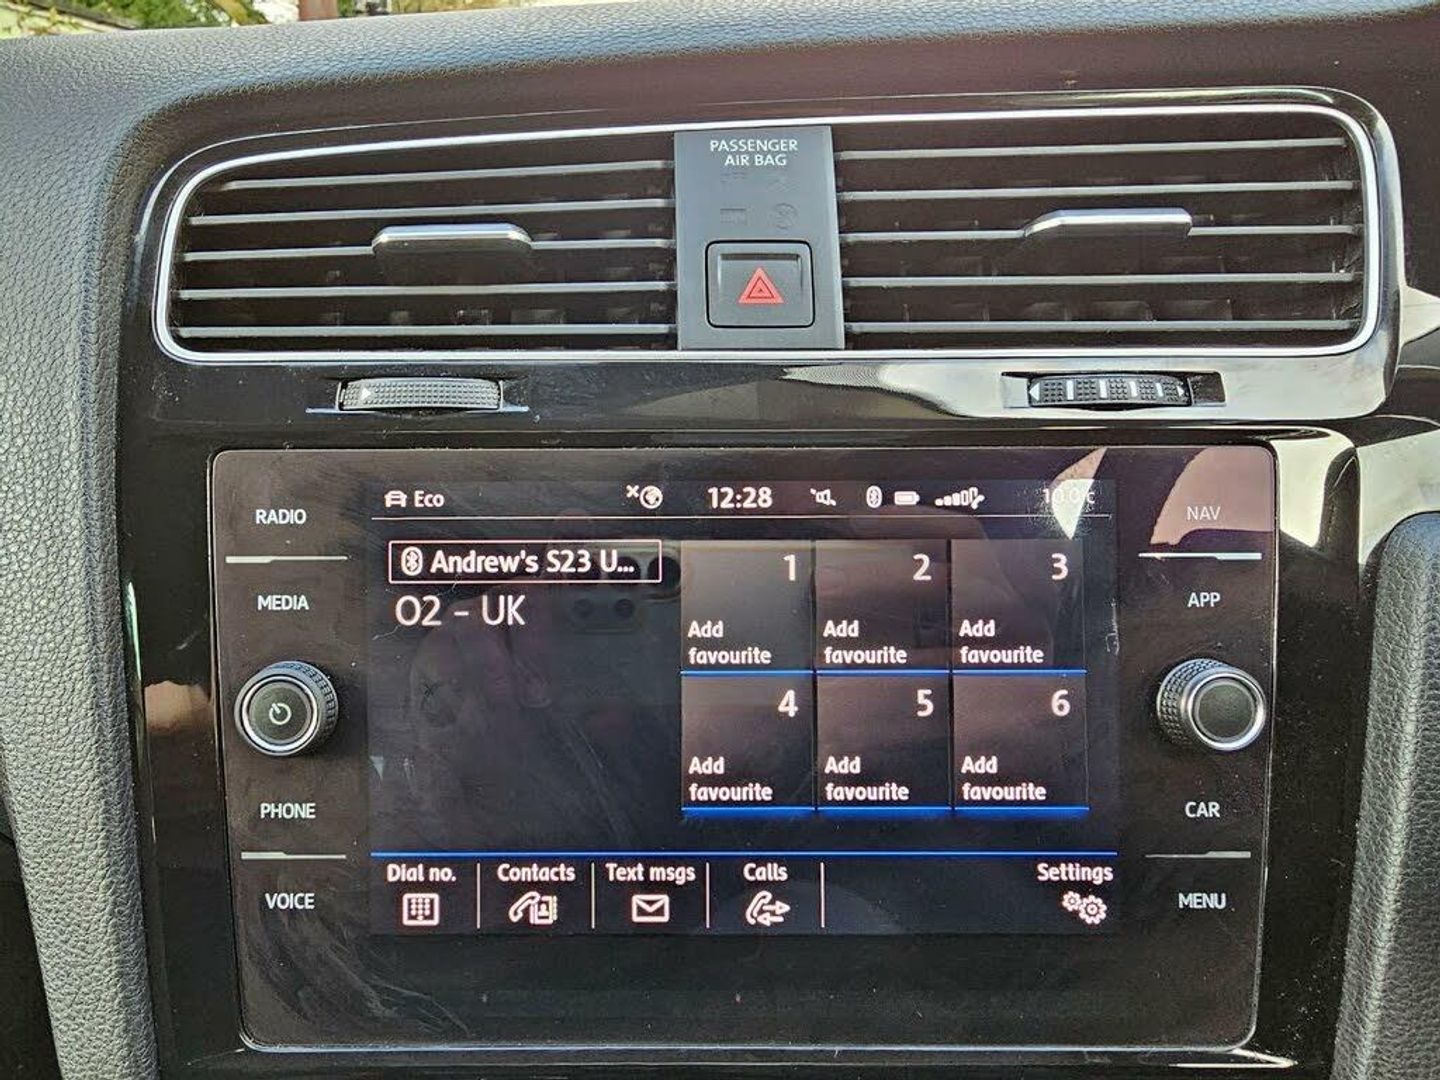 PASSENGER
AIR BAG
RADIO
MEDIA
PHONE
VOICE
Eco
12:28
Andrew's S23 U...
O2 - UK
1
2
3
Add
favourite
Add
favourite
Add
favourite
4
5
6
Add
favourite
Add
favourite
Add
favourite
Dial no.
Contacts
Text msgs
Calls
Settings
NAV
APP
CAR
MENU